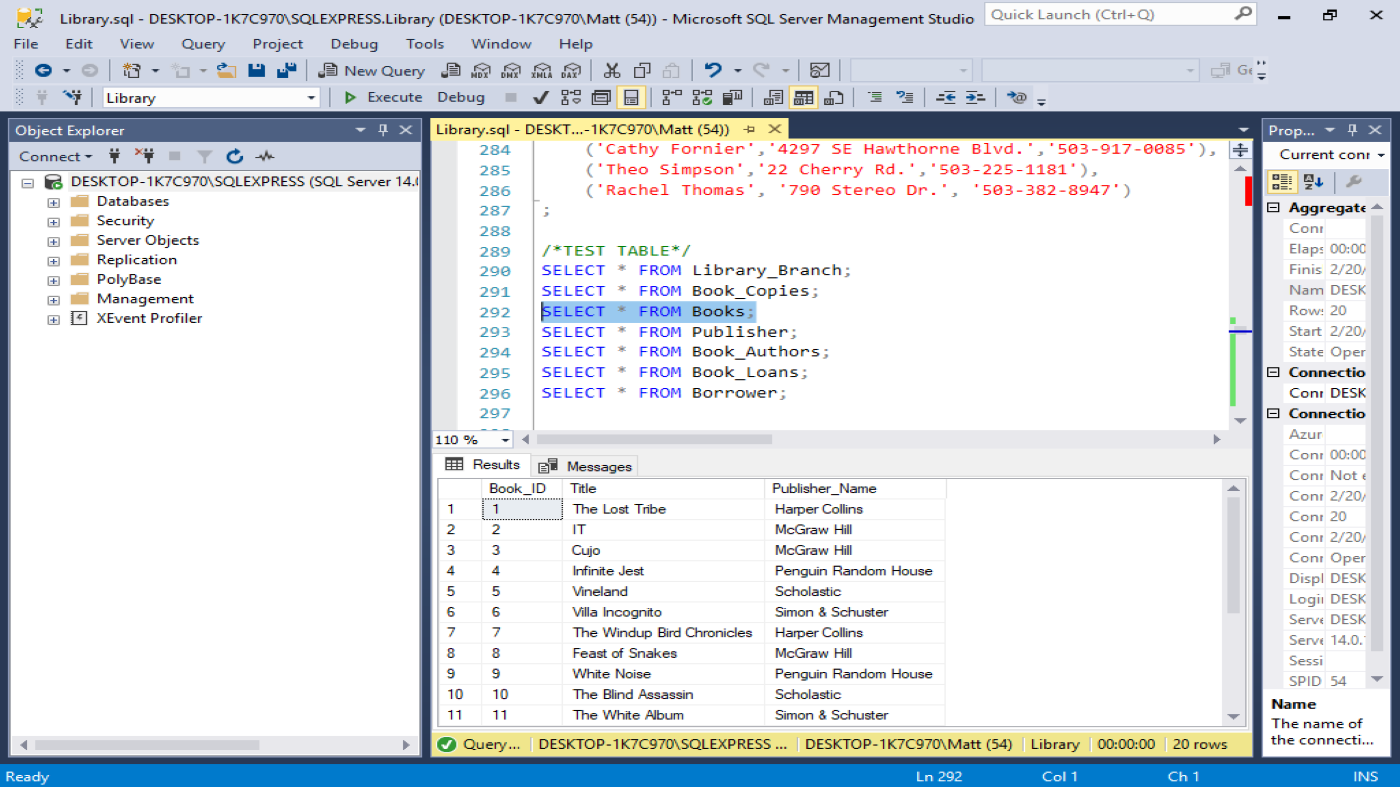 Library.sql - DESKTOP-1K7C970\SQLEXPRESS.Library (DESKTOP-1K7C970\Matt (54)) - Microsoft SQL Server Management Studio
Quick Launch (Ctrl+Q)
File Edit View Query Project Debug Tools Window Help
New Query MDX DMX XMLA DAX
Library Execute Debug
Object Explorer
Connect
DESKTOP-1K7C970\SQLEXPRESS (SQL Server 14.0
Databases
Security
Server Objects
Replication
PolyBase
Management
XEvent Profiler
Library.sql - DESKT...-1K7C970\Matt (54))
284 ('Cathy Fornier','4297 SE Hawthorne Blvd.','503-917-0085'),
285 ('Theo Simpson','22 Cherry Rd.','503-225-1181'),
286 ('Rachel Thomas', '790 Stereo Dr.', '503-382-8947')
287 ;
288
289 /*TEST TABLE*/
290 SELECT * FROM Library_Branch;
291 SELECT * FROM Book_Copies;
292 SELECT * FROM Books;
293 SELECT * FROM Publisher;
294 SELECT * FROM Book_Authors;
295 SELECT * FROM Book_Loans;
296 SELECT * FROM Borrower;
297
110 %
Results Messages
Book_ID Title Publisher_Name
1 1 The Lost Tribe Harper Collins
2 2 IT McGraw Hill
3 3 Cujo McGraw Hill
4 4 Infinite Jest Penguin Random House
5 5 Vineland Scholastic
6 6 Villa Incognito Simon & Schuster
7 7 The Windup Bird Chronicles Harper Collins
8 8 Feast of Snakes McGraw Hill
9 9 White Noise Penguin Random House
10 10 The Blind Assassin Scholastic
11 11 The White Album Simon & Schuster
Query... DESKTOP-1K7C970\SQLEXPRESS ... DESKTOP-1K7C970\Matt (54) Library 00:00:00 20 rows
Prop...
Current conn
Aggregate
Conr
Elaps 00:00
Finis 2/20/
Nam DESK
Rows 20
Start 2/20/
State Oper
Connectio
Conr DESK
Connectio
Azur
Conr 00:00
Conr Not e
Conr 2/20/
Conr 20
Conr 2/20/
Conr Oper
Displ DESK
Logi DESK
Serve DESK
Serve 14.0.
Sessi
SPID 54
Name
The name of
the connecti...
Ready Ln 292 Col 1 Ch 1 INS